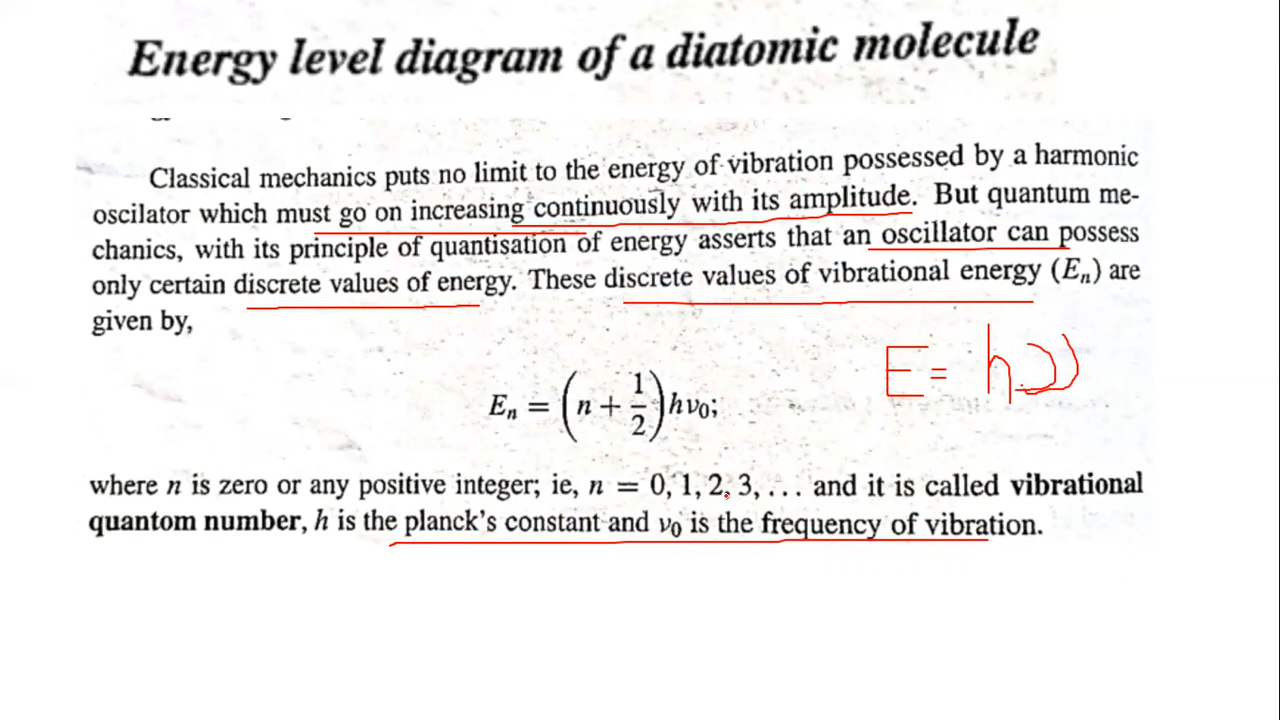 Energy level diagram of a diatomic molecule
Classical mechanics puts no limit to the energy of vibration possessed by a harmonic
oscilator which must go on increasing continuously with its amplitude. But quantum me-
chanics, with its principle of quantisation of energy asserts that an oscillator can possess
only certain discrete values of energy. These discrete values of vibrational energy (Eₙ) are
given by,
E = hν
Eₙ = (n + 1/2) hν₀;
where n is zero or any positive integer; ie, n = 0, 1, 2, 3, ... and it is called vibrational
quantom number, h is the planck's constant and ν₀ is the frequency of vibration.